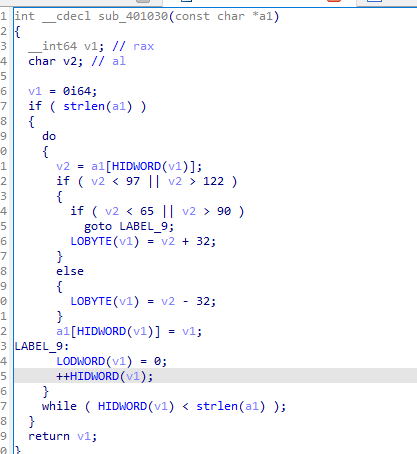 1 int __cdecl sub_401030(const char *a1)
2 {
3 __int64 v1; // rax
4 char v2; // al
5
6 v1 = 0i64;
7 if ( strlen(a1) )
8 {
9 do
0 {
1 v2 = a1[HIDWORD(v1)];
2 if ( v2 < 97 || v2 > 122 )
3 {
4 if ( v2 < 65 || v2 > 90 )
5 goto LABEL_9;
6 LOBYTE(v1) = v2 + 32;
7 }
8 else
9 {
0 LOBYTE(v1) = v2 - 32;
1 }
2 a1[HIDWORD(v1)] = v1;
3 LABEL_9:
4 LODWORD(v1) = 0;
5 ++HIDWORD(v1);
6 }
7 while ( HIDWORD(v1) < strlen(a1) );
8 }
9 return v1;
0 }